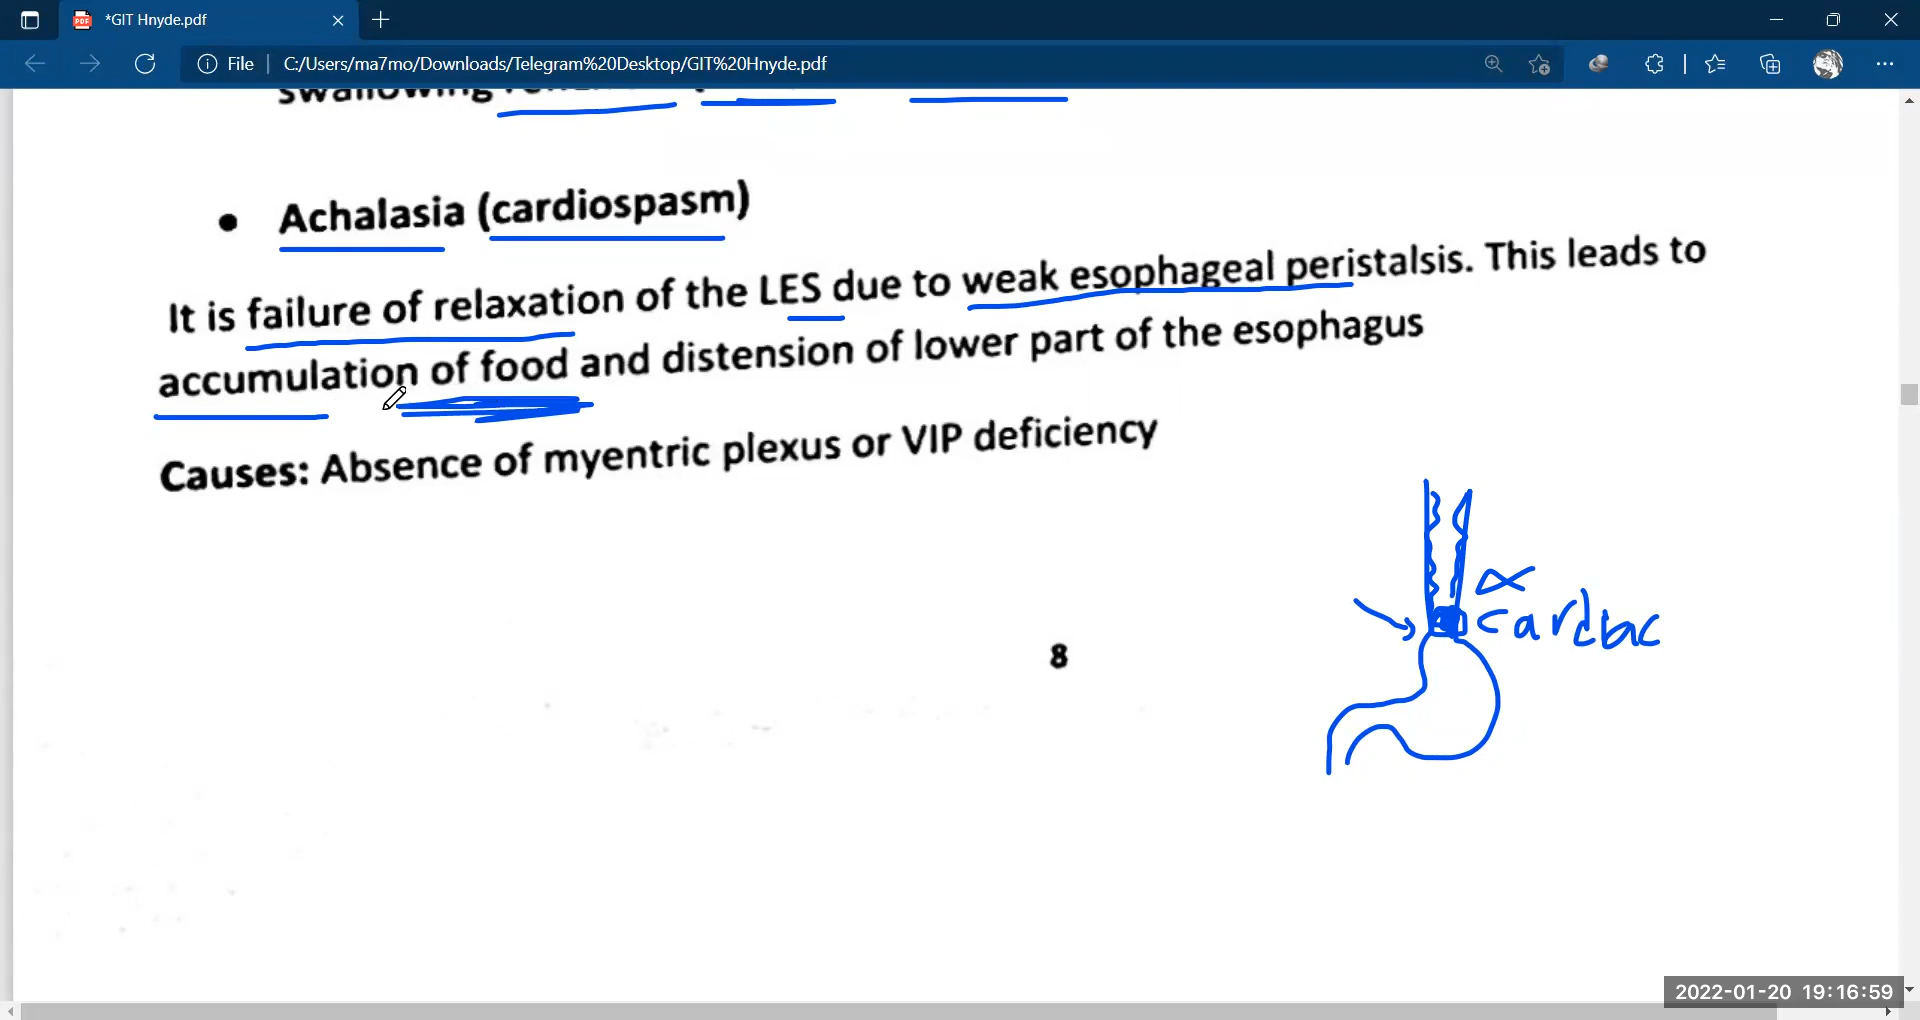 *GIT Hnyde.pdf
File C:/Users/ma7mo/Downloads/Telegram%20Desktop/GIT%20Hnyde.pdf
swallowing
• Achalasia (cardiospasm)
It is failure of relaxation of the LES due to weak esophageal peristalsis. This leads to
accumulation of food and distension of lower part of the esophagus
Causes: Absence of myentric plexus or VIP deficiency
cardiac
8
2022-01-20 19:16:59